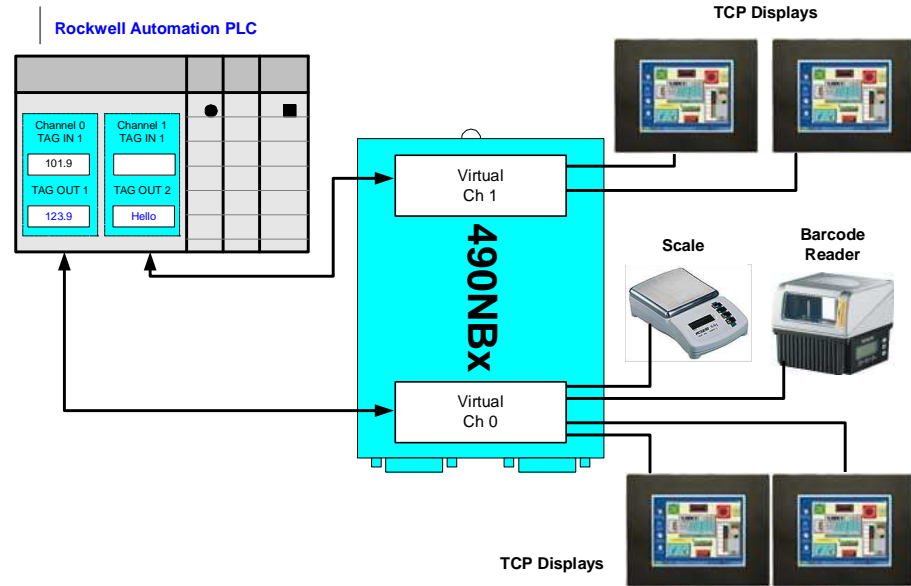 Rockwell Automation PLC
TCP Displays
Channel 0
TAG IN 1
101.9
TAG OUT 1
123.9
Channel 1
TAG IN 1
TAG OUT 2
Hello
Virtual
Ch 1
490NBx
Scale
Barcode
Reader
Virtual
Ch 0
TCP Displays